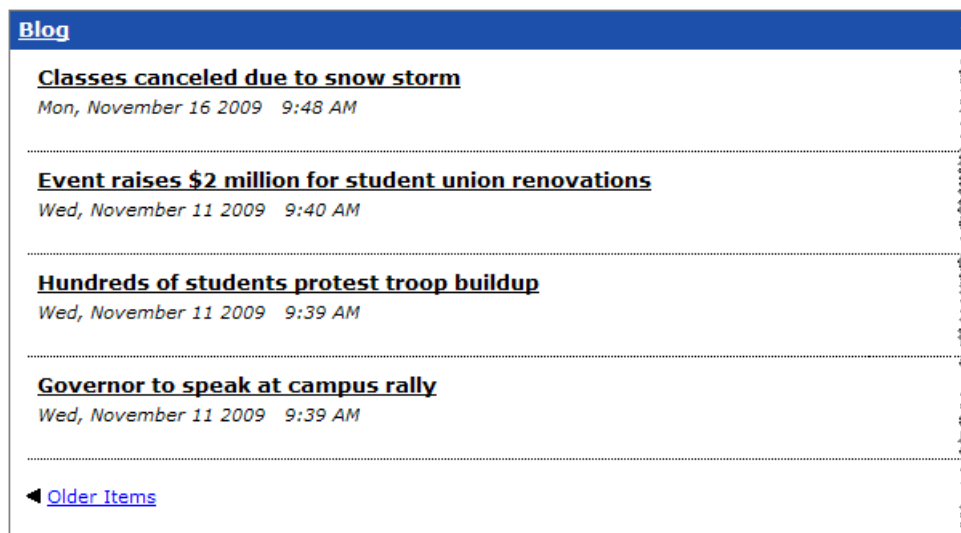 Blog
Classes canceled due to snow storm
Mon, November 16 2009 9:48 AM
Event raises $2 million for student union renovations
Wed, November 11 2009 9:40 AM
Hundreds of students protest troop buildup
Wed, November 11 2009 9:39 AM
Governor to speak at campus rally
Wed, November 11 2009 9:39 AM
Older Items